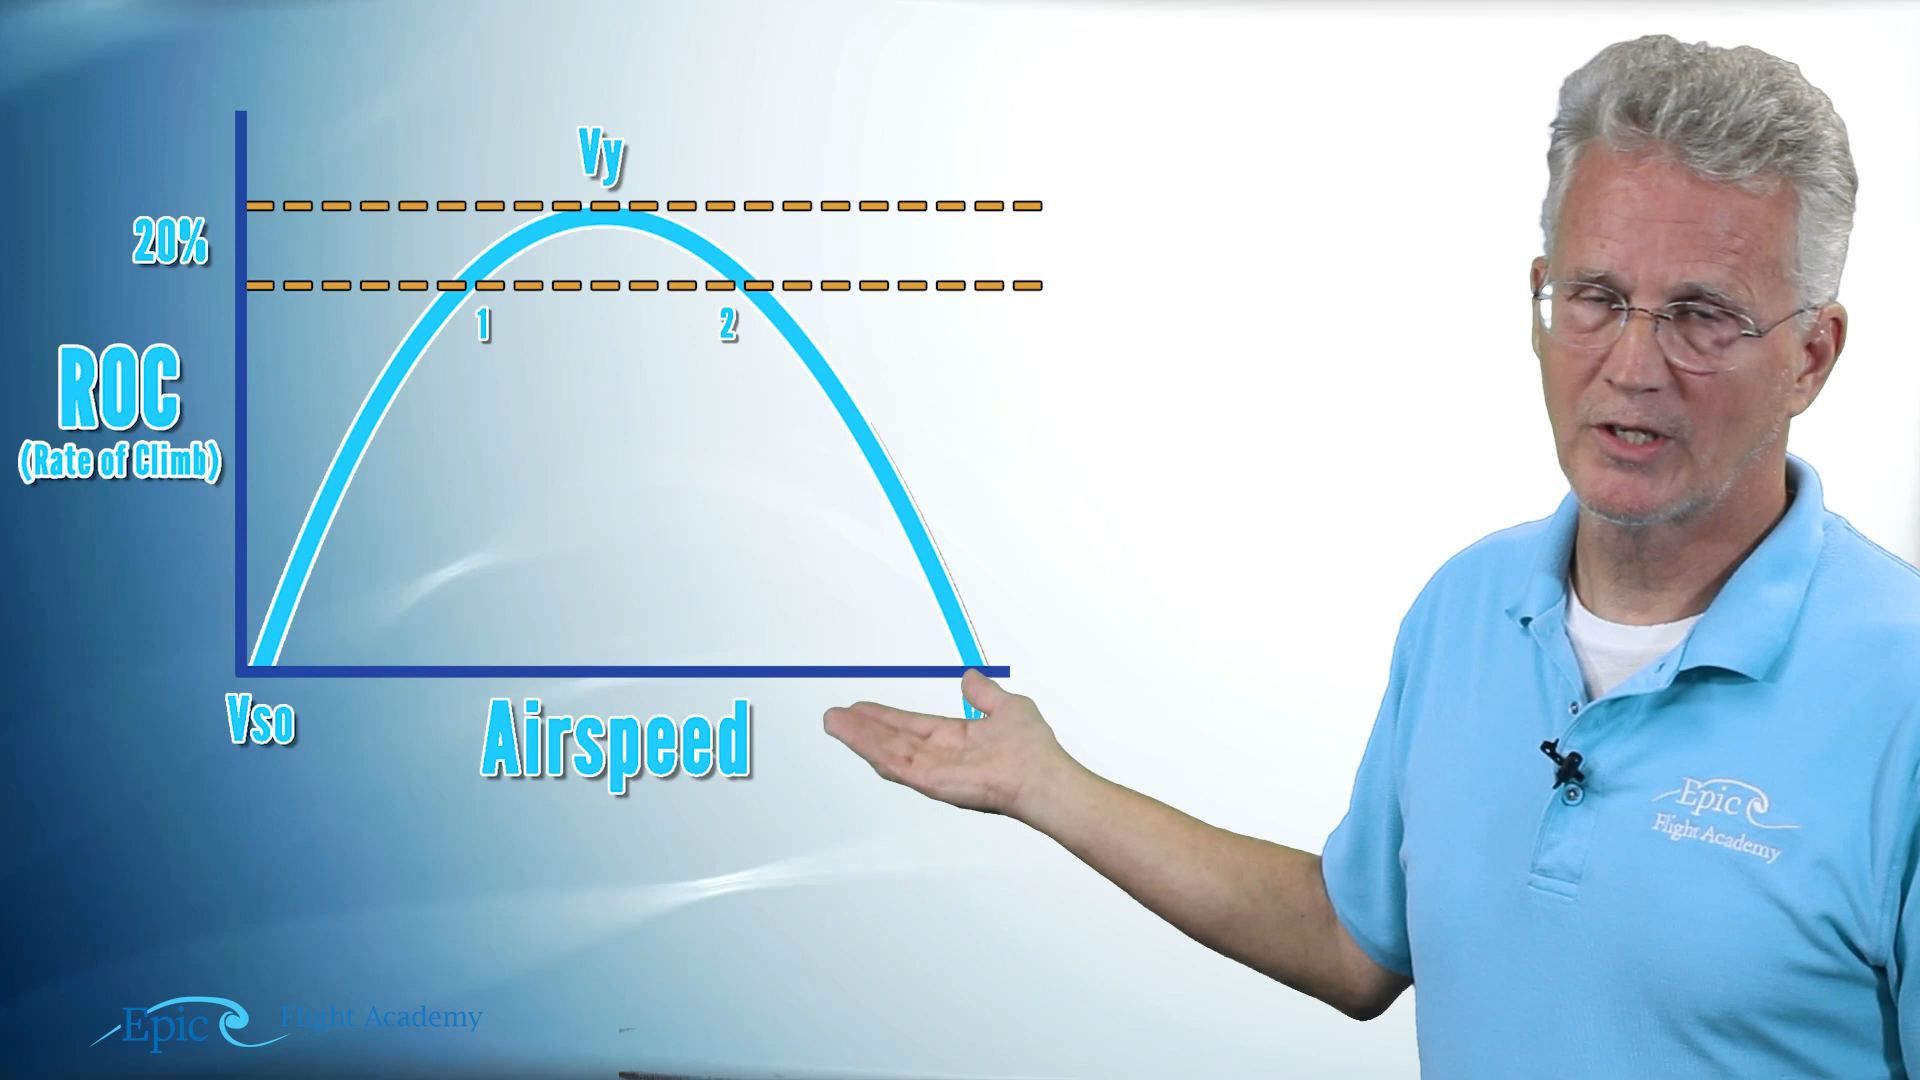 Vy
20%
1
2
ROC
(Rate of Climb)
Vso
Airspeed
Epic
Flight Academy
Epic Flight Academy